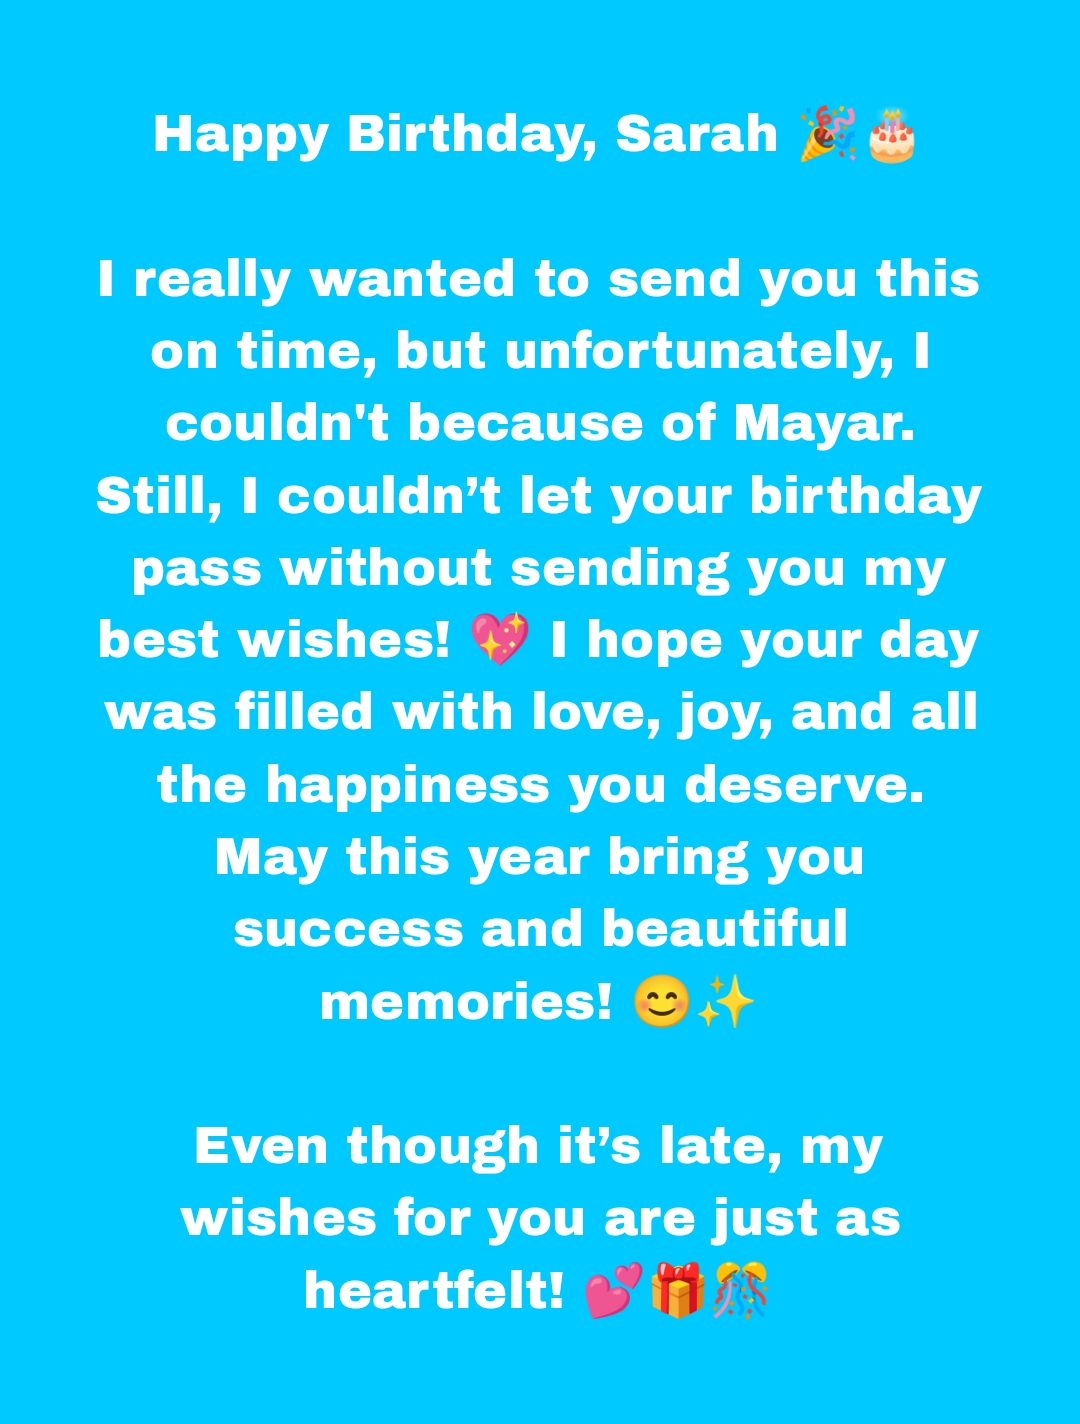 Happy Birthday, Sarah 🎉🎂
I really wanted to send you this
on time, but unfortunately, I
couldn't because of Mayar.
Still, I couldn’t let your birthday
pass without sending you my
best wishes! 💖 I hope your day
was filled with love, joy, and all
the happiness you deserve.
May this year bring you
success and beautiful
memories! 😊✨
Even though it’s late, my
wishes for you are just as
heartfelt! 💕🎁🎊